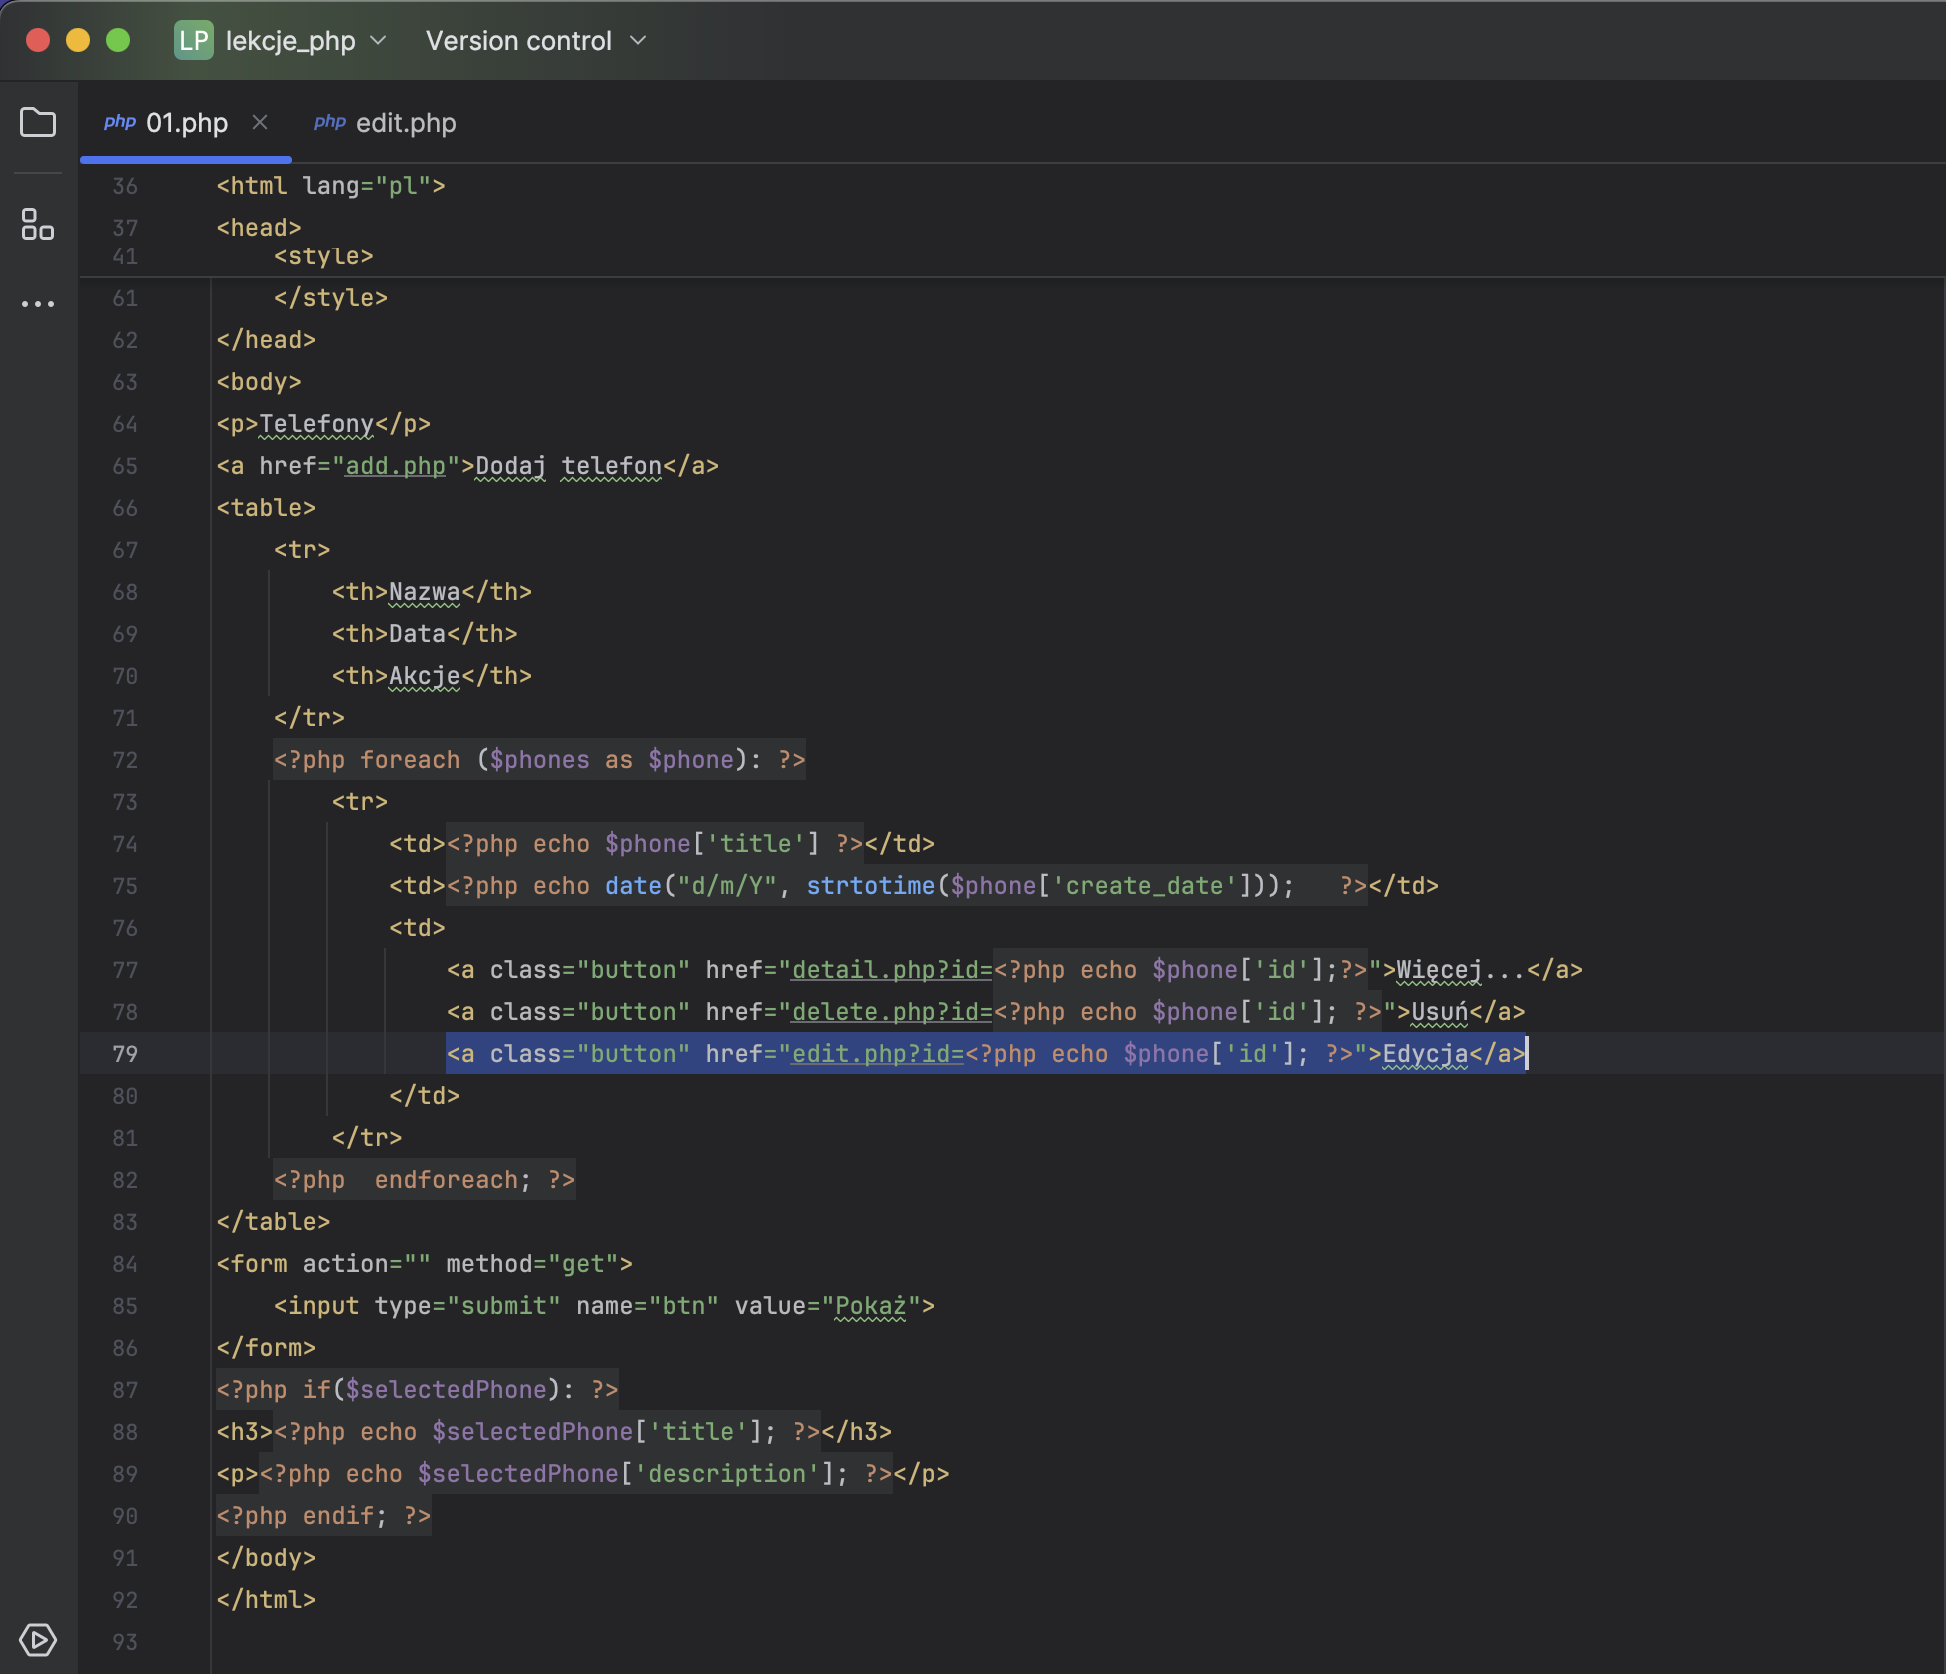 LP lekcje_php Version control
php 01.php php edit.php
36 <html lang="pl">
37 <head>
41     <style>
61     </style>
62 </head>
63 <body>
64 <p>Telefony</p>
65 <a href="add.php">Dodaj telefon</a>
66 <table>
67     <tr>
68         <th>Nazwa</th>
69         <th>Data</th>
70         <th>Akcje</th>
71     </tr>
72     <?php foreach ($phones as $phone): ?>
73         <tr>
74             <td><?php echo $phone['title'] ?></td>
75             <td><?php echo date("d/m/Y", strtotime($phone['create_date']));   ?></td>
76             <td>
77                 <a class="button" href="detail.php?id=<?php echo $phone['id'];?>">Więcej...</a>
78                 <a class="button" href="delete.php?id=<?php echo $phone['id']; ?>">Usuń</a>
79                 <a class="button" href="edit.php?id=<?php echo $phone['id']; ?>">Edycja</a>
80             </td>
81         </tr>
82     <?php  endforeach; ?>
83 </table>
84 <form action="" method="get">
85     <input type="submit" name="btn" value="Pokaż">
86 </form>
87 <?php if($selectedPhone): ?>
88 <h3><?php echo $selectedPhone['title']; ?></h3>
89 <p><?php echo $selectedPhone['description']; ?></p>
90 <?php endif; ?>
91 </body>
92 </html>
93